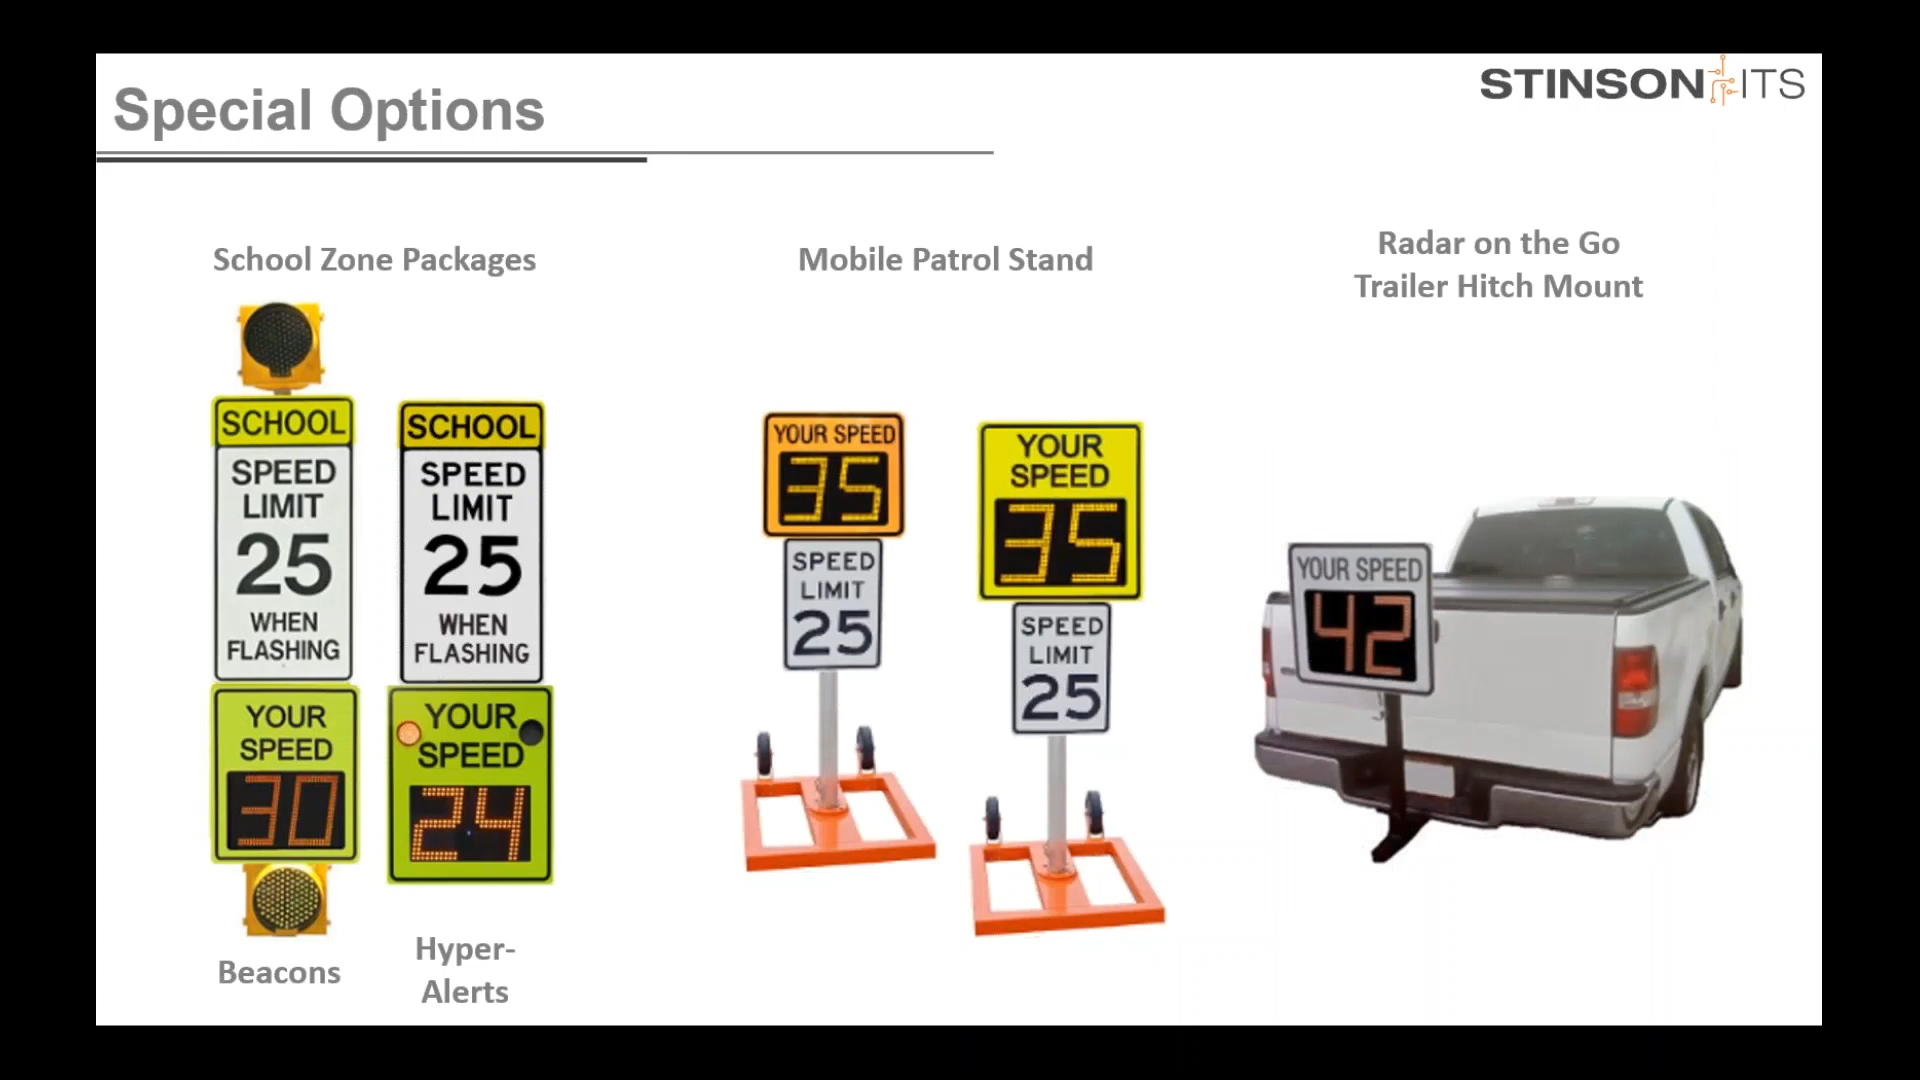 Special Options
STINSON ITS
School Zone Packages
SCHOOL
SPEED
LIMIT
25
WHEN
FLASHING
YOUR
SPEED
30
Beacons
SCHOOL
SPEED
LIMIT
25
WHEN
FLASHING
YOUR
SPEED
24
Hyper-
Alerts
Mobile Patrol Stand
YOUR SPEED
35
SPEED
LIMIT
25
YOUR
SPEED
35
SPEED
LIMIT
25
Radar on the Go
Trailer Hitch Mount
YOUR SPEED
42